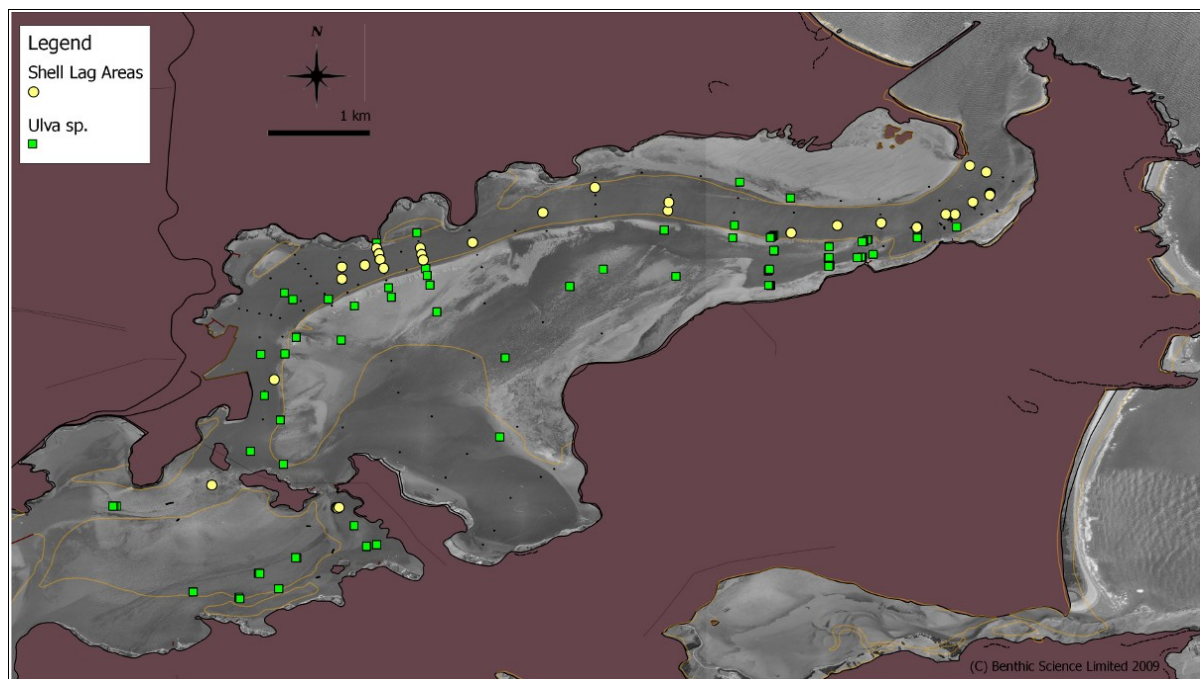 Legend
Shell Lag Areas
Ulva sp.
N
1 km
(C) Benthic Science Limited 2009